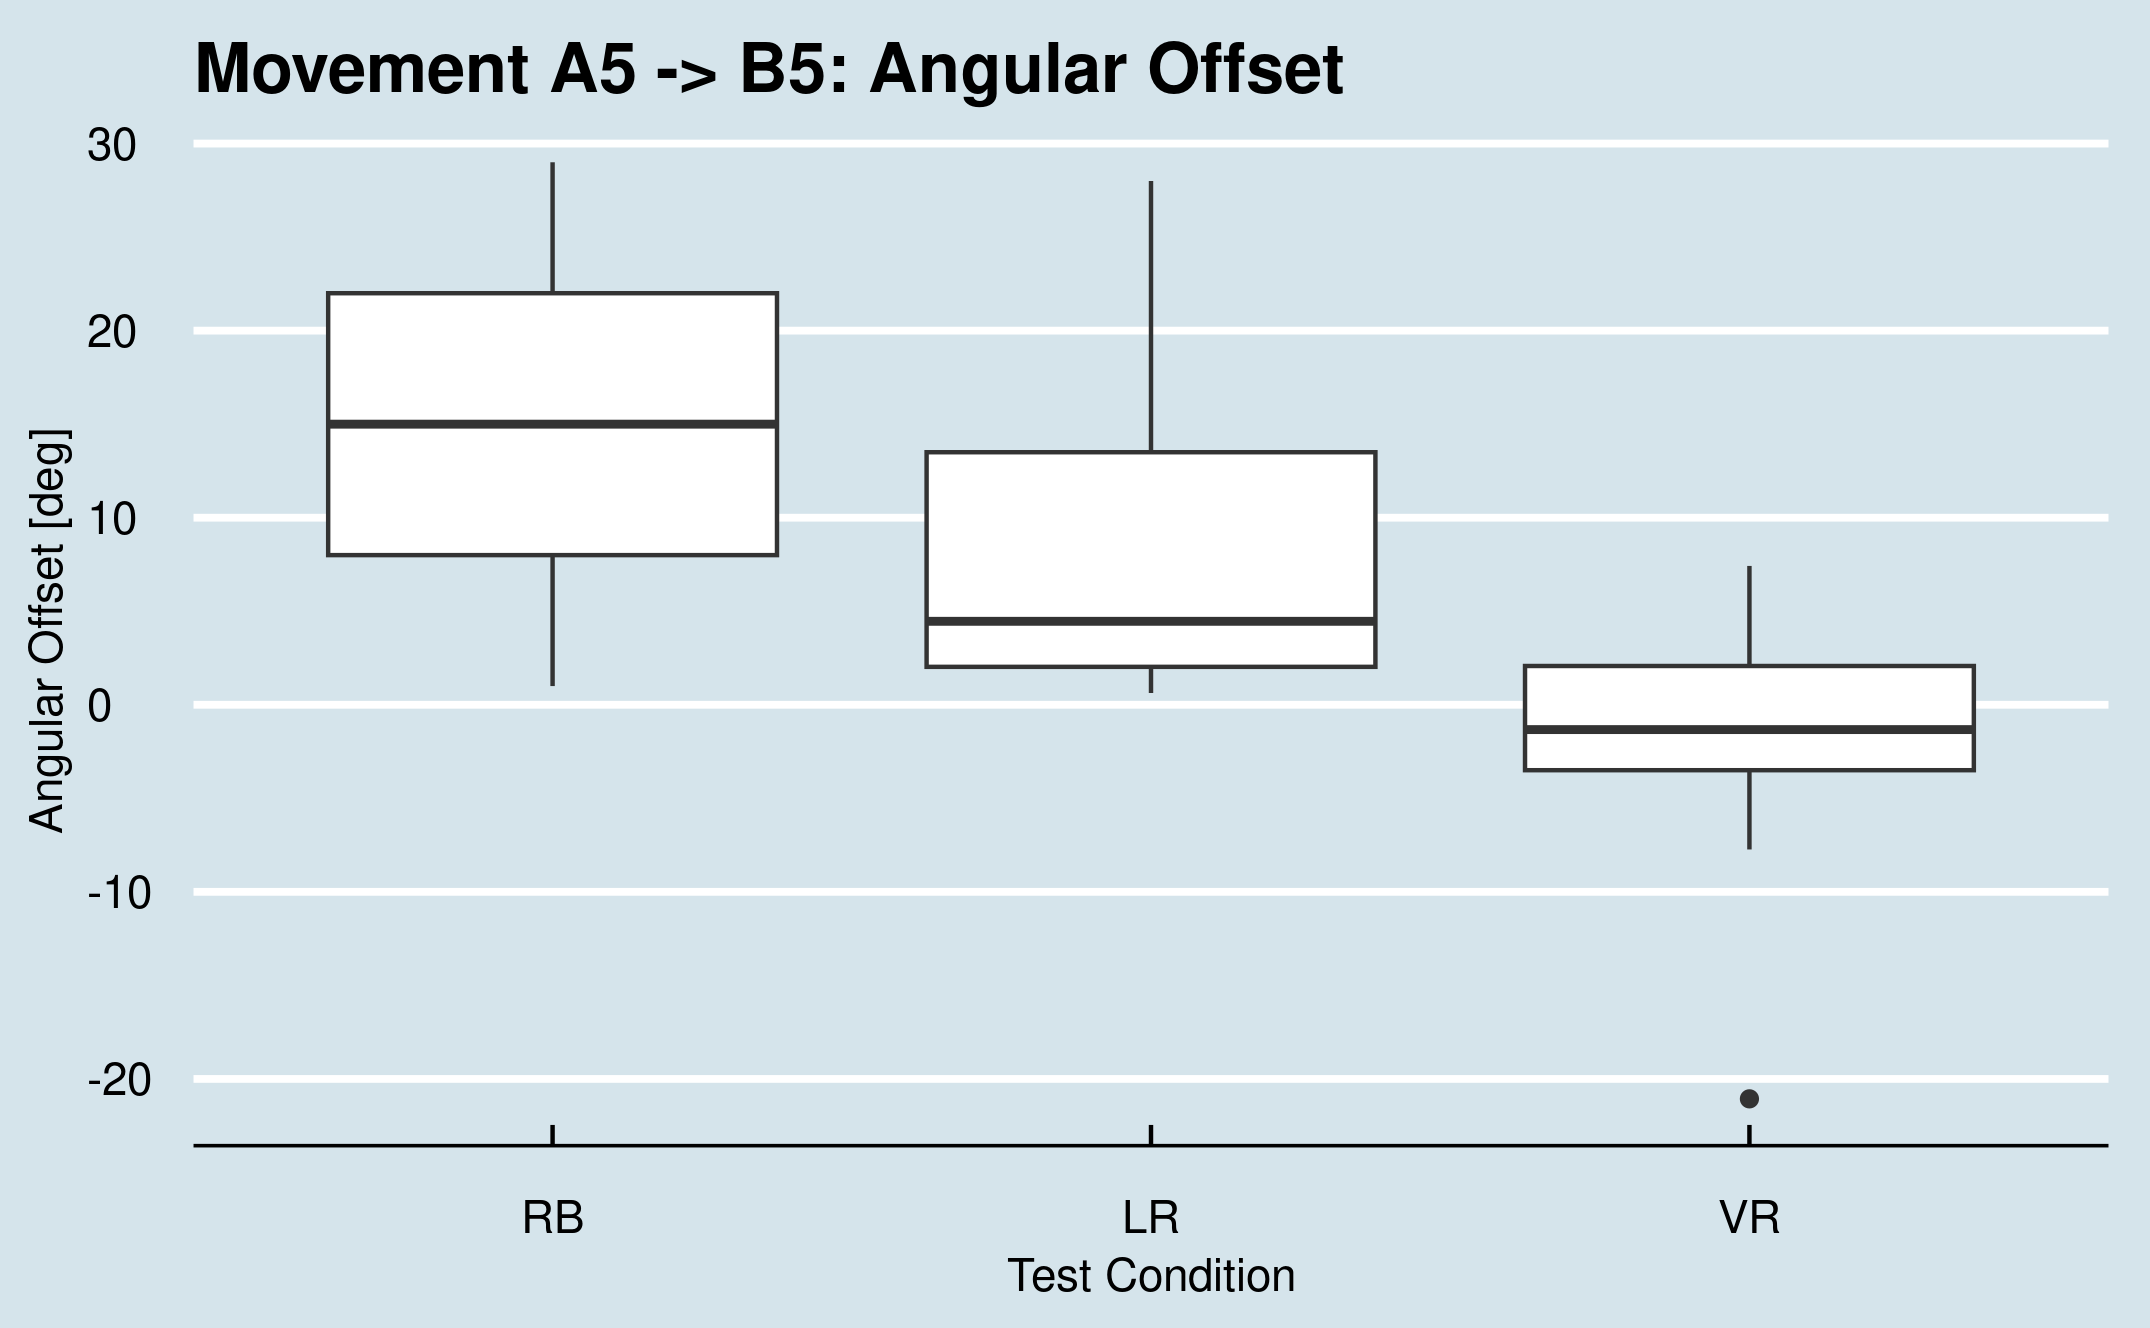 Movement A5 -> B5: Angular Offset
30
20
10
0
-10
-20
Angular Offset [deg]
RB LR VR
Test Condition